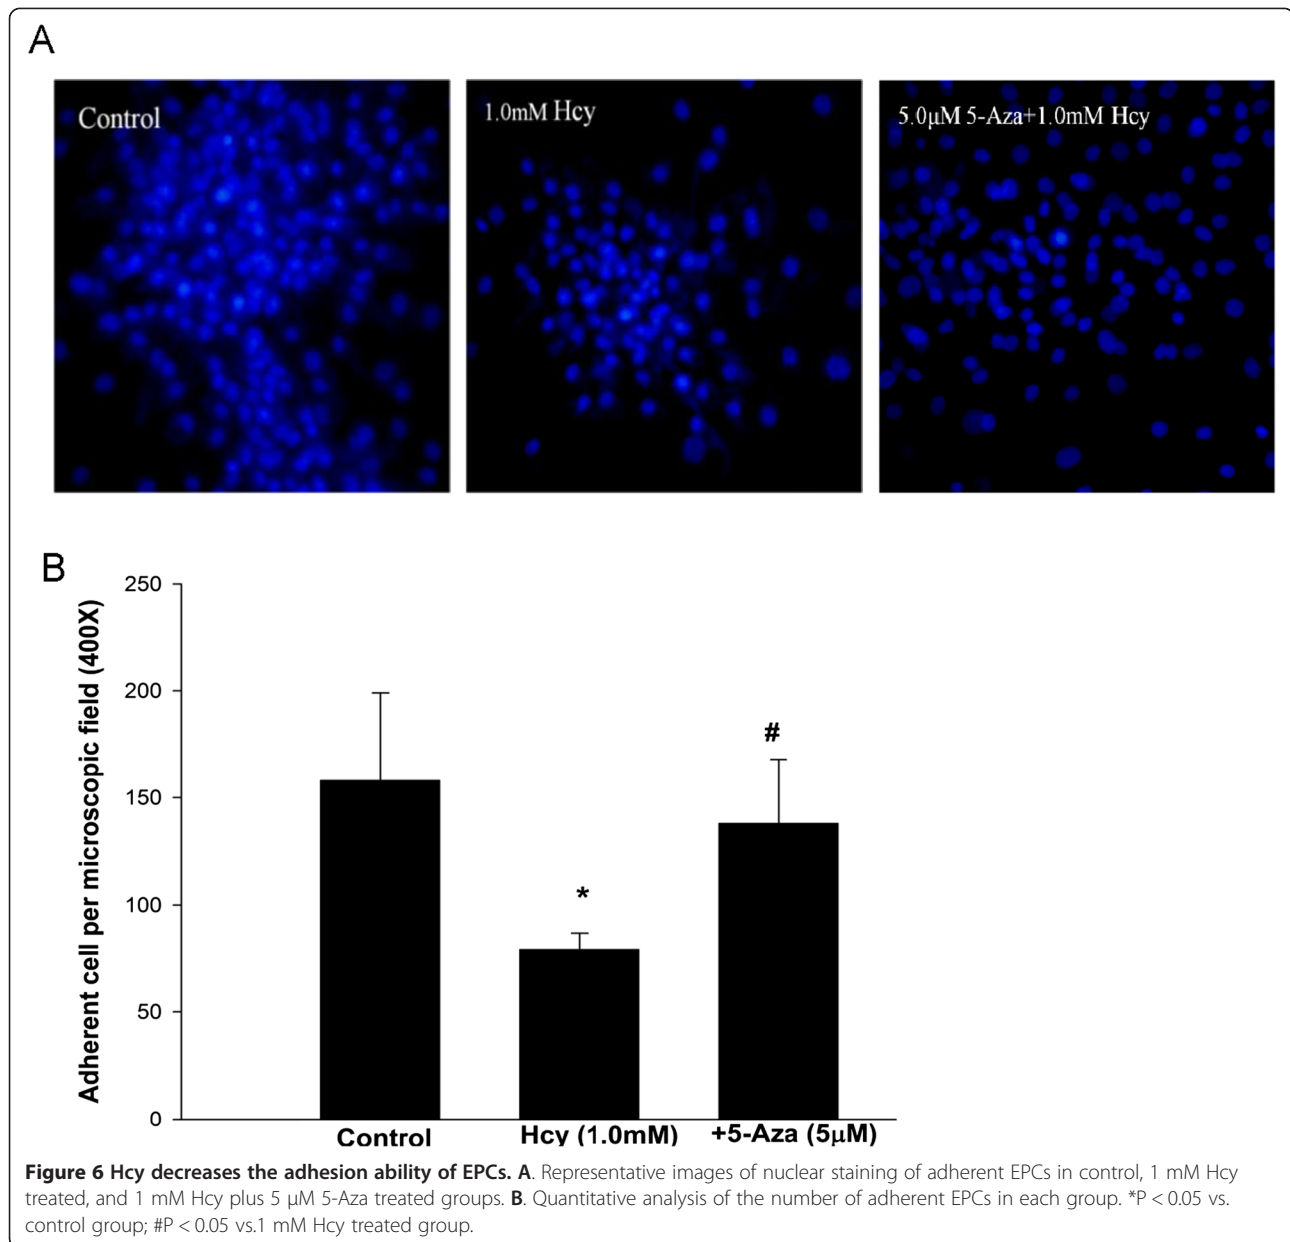 A
Control
1.0mM Hcy
5.0μM 5-Aza+1.0mM Hcy
B
Adherent cell per microscopic field (400X)
250
200
150
100
50
0
*
#
Control
Hcy (1.0mM)
+5-Aza (5μM)
Figure 6 Hcy decreases the adhesion ability of EPCs. A. Representative images of nuclear staining of adherent EPCs in control, 1 mM Hcy
treated, and 1 mM Hcy plus 5 μM 5-Aza treated groups. B. Quantitative analysis of the number of adherent EPCs in each group. *P < 0.05 vs.
control group; #P < 0.05 vs.1 mM Hcy treated group.